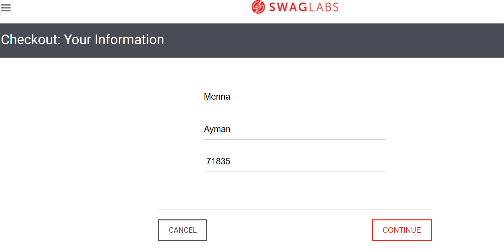 SWAGLABS
Checkout: Your Information
Menna
Ayman
71835
CANCEL
CONTINUE